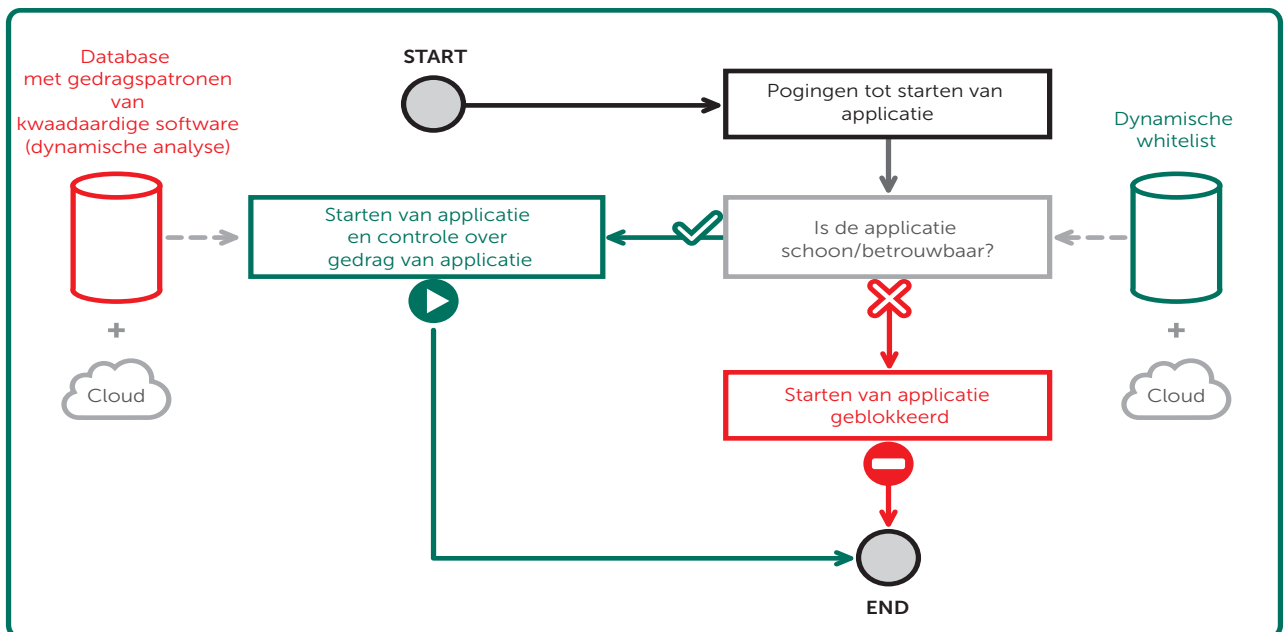 START
Database
met gedragspatronen
van
kwaadaardige software
(dynamische analyse)
Pogingen tot starten van
applicatie
Dynamische
whitelist
Starten van applicatie
en controle over
gedrag van applicatie
Is de applicatie
schoon/betrouwbaar?
+
Cloud
+
Cloud
Starten van applicatie
geblokkeerd
END